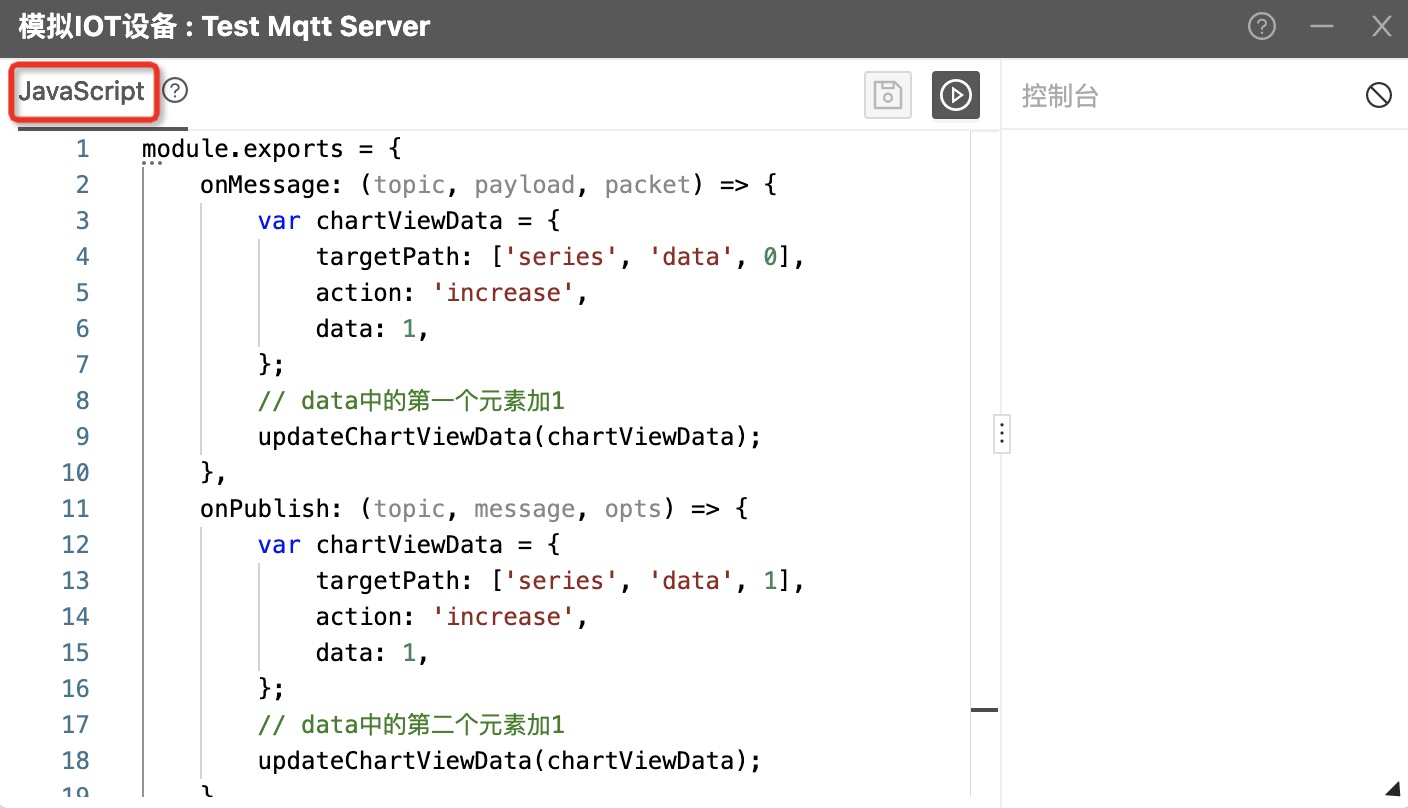 模拟IOT设备 : Test Mqtt Server
JavaScript
控制台
1 module.exports = {
2 onMessage: (topic, payload, packet) => {
3 var chartViewData = {
4 targetPath: ['series', 'data', 0],
5 action: 'increase',
6 data: 1,
7 };
8 // data中的第一个元素加1
9 updateChartViewData(chartViewData);
10 },
11 onPublish: (topic, message, opts) => {
12 var chartViewData = {
13 targetPath: ['series', 'data', 1],
14 action: 'increase',
15 data: 1,
16 };
17 // data中的第二个元素加1
18 updateChartViewData(chartViewData);
19 }